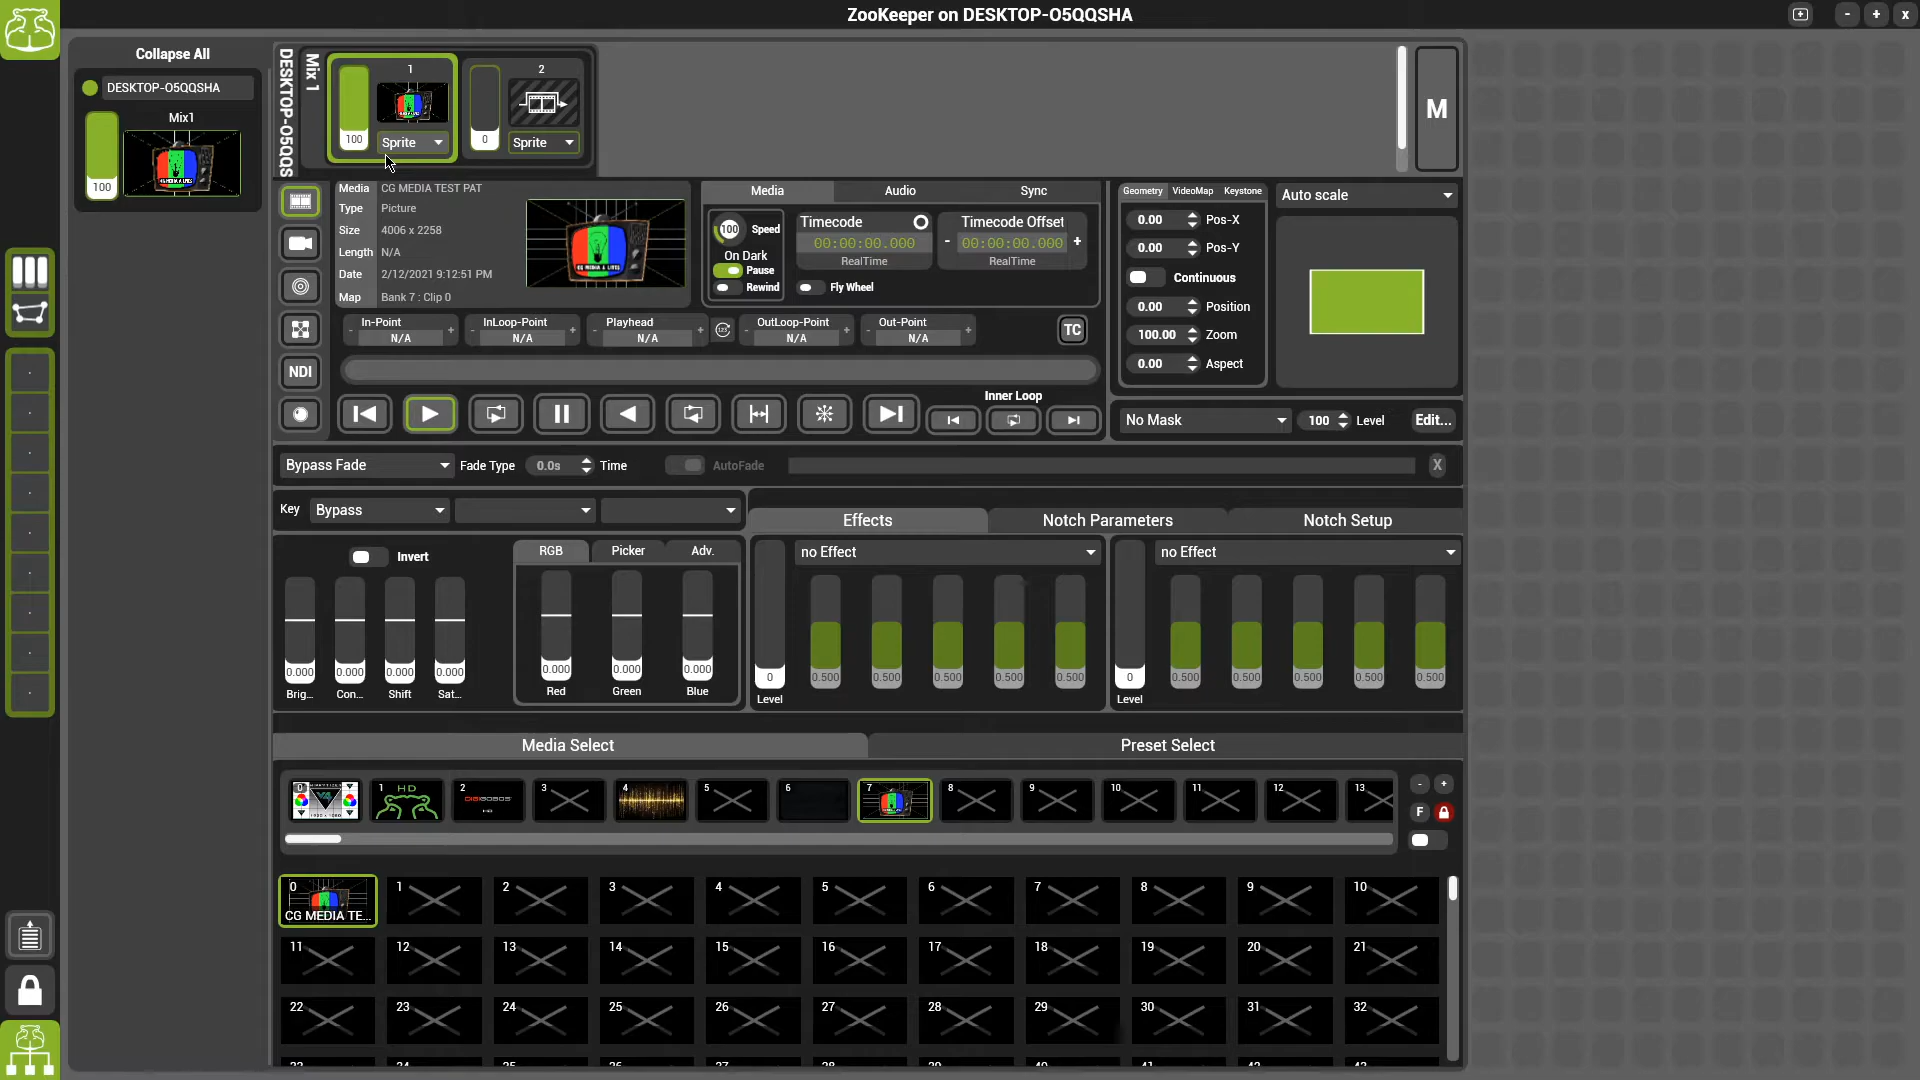 ZooKeeper on DESKTOP-O5QQSHA
- + x
Collapse All
DESKTOP-O5QQSHA
Mix1
100
DESKTOP-O5QQS
Mix 1
1
100
Sprite
2
0
Sprite
M
Media CG MEDIA TEST PAT
Type Picture
Size 4006 x 2258
Length N/A
Date 2/12/2021 9:12:51 PM
Map Bank 7 : Clip 0
CG MEDIA & LIVES
Media Audio Sync
100 Speed
On Dark
Pause
Rewind
Timecode
00:00:00.000
RealTime
Fly Wheel
Timecode Offset
- 00:00:00.000 +
RealTime
Geometry VideoMap Keystone
0.00 Pos-X
0.00 Pos-Y
Continuous
0.00 Position
100.00 Zoom
0.00 Aspect
Auto scale
- In-Point +
N/A
- InLoop-Point +
N/A
- Playhead +
N/A
123
- OutLoop-Point +
N/A
- Out-Point +
N/A
TC
NDI
Inner Loop
No Mask 100 Level Edit...
Bypass Fade Fade Type 0.0s Time AutoFade X
Key Bypass
Effects Notch Parameters Notch Setup
Invert
RGB Picker Adv.
no Effect
no Effect
0.000 0.000 0.000 0.000
Brig... Con... Shift Sat...
0.000 0.000 0.000
Red Green Blue
0 0.500 0.500 0.500 0.500 0.500
Level
0 0.500 0.500 0.500 0.500 0.500
Level
Media Select Preset Select
0 1 2 3 4 5 6 7 8 9 10 11 12 13
HD
- +
F
0 1 2 3 4 5 6 7 8 9 10
CG MEDIA TE...
11 12 13 14 15 16 17 18 19 20 21
22 23 24 25 26 27 28 29 30 31 32